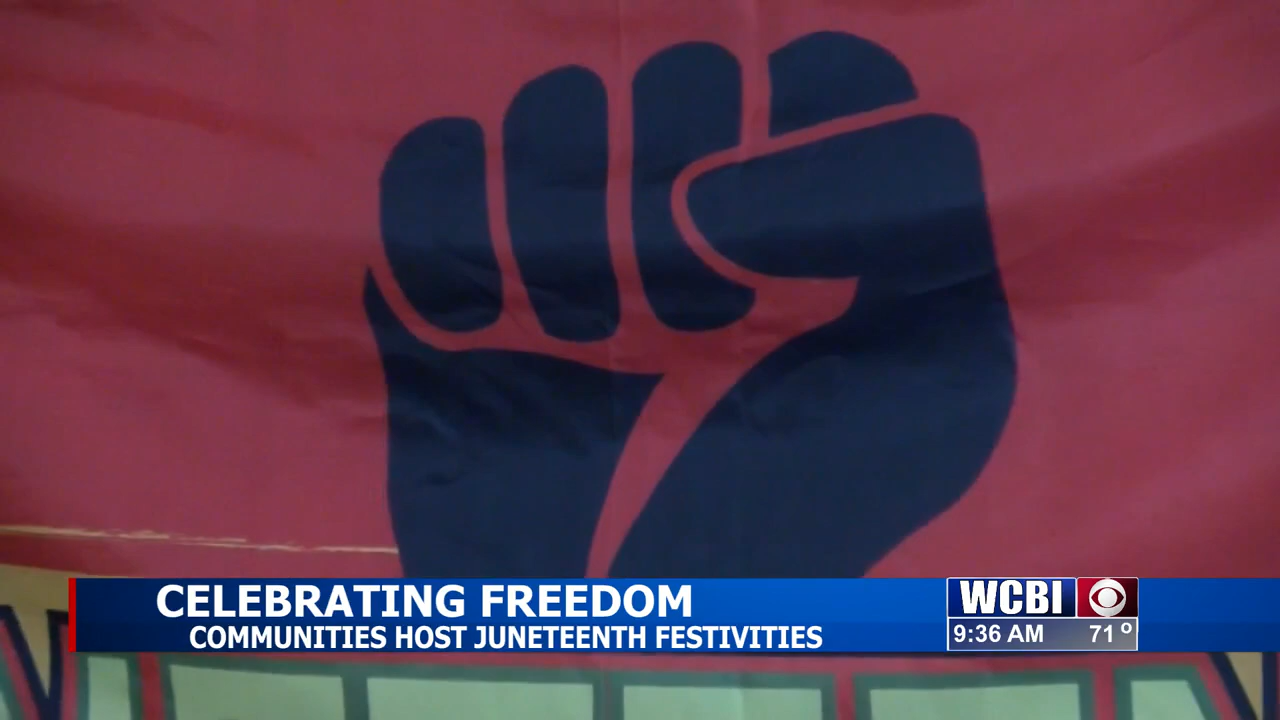 CELEBRATING FREEDOM
COMMUNITIES HOST JUNETEENTH FESTIVITIES
WCBI
9:36 AM 71°